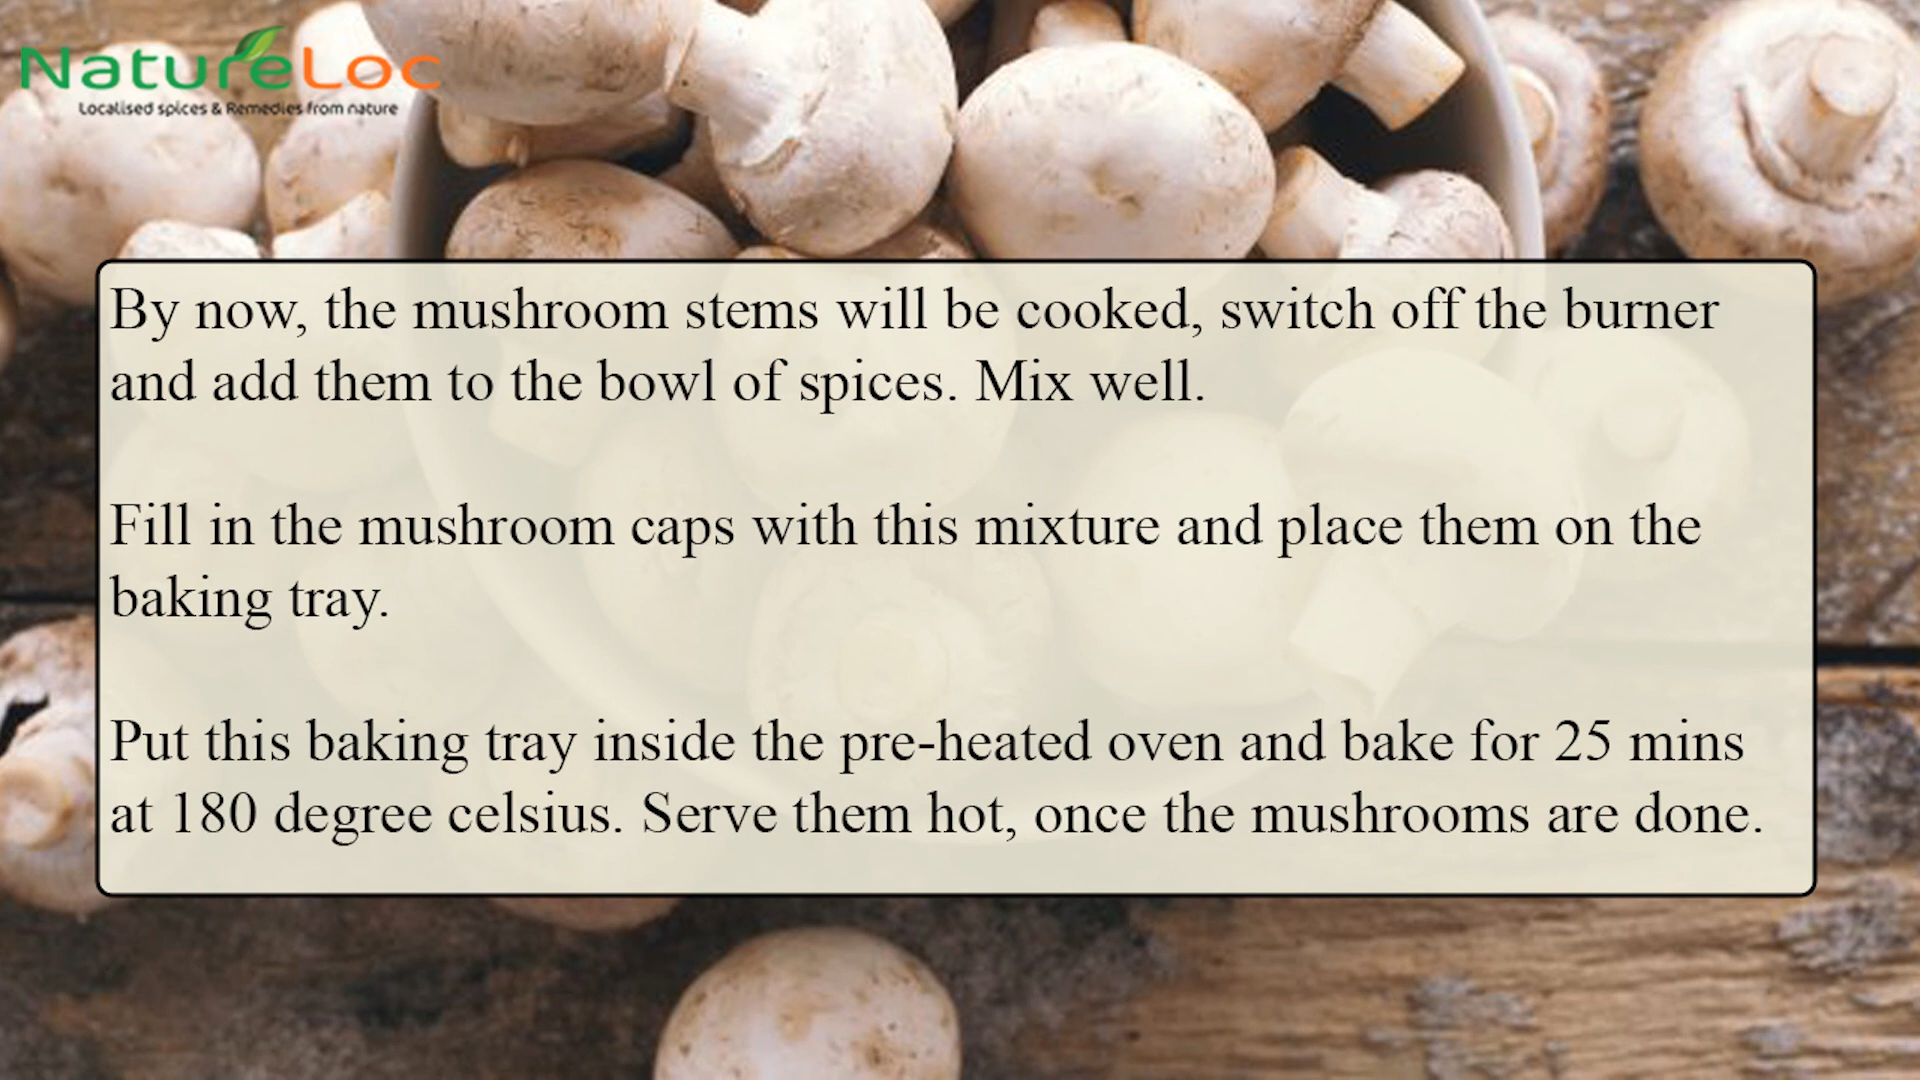 NatureLoc
Localised spices & Remedies from nature
By now, the mushroom stems will be cooked, switch off the burner
and add them to the bowl of spices. Mix well.
Fill in the mushroom caps with this mixture and place them on the
baking tray.
Put this baking tray inside the pre-heated oven and bake for 25 mins
at 180 degree celsius. Serve them hot, once the mushrooms are done.